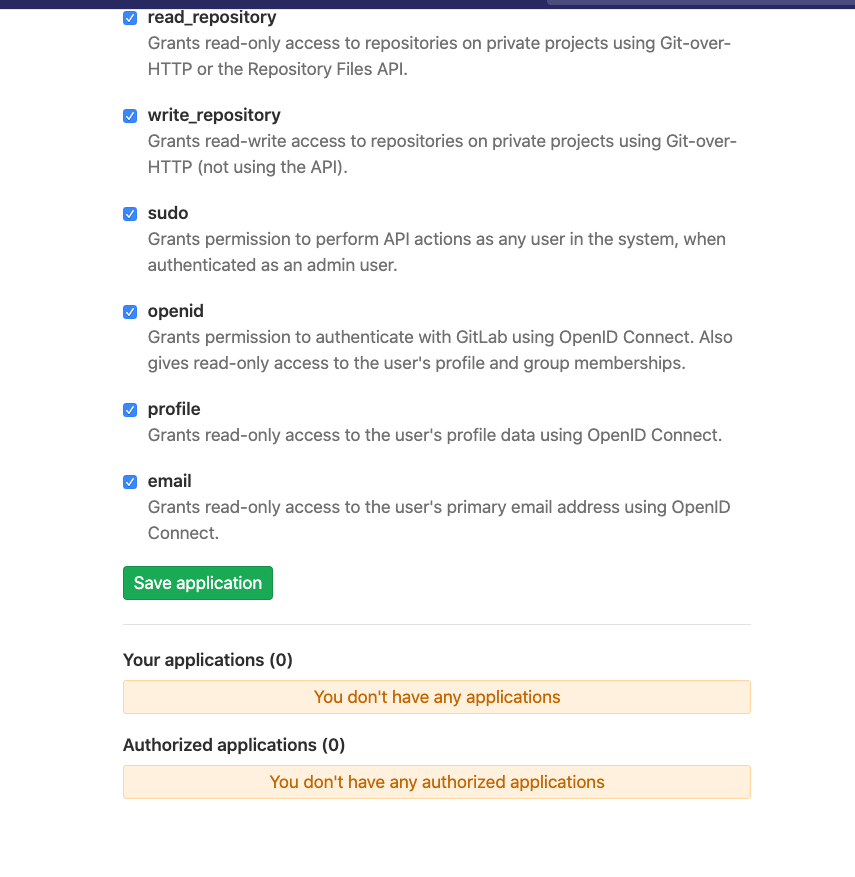 read_repository
Grants read-only access to repositories on private projects using Git-over-
HTTP or the Repository Files API.
write_repository
Grants read-write access to repositories on private projects using Git-over-
HTTP (not using the API).
sudo
Grants permission to perform API actions as any user in the system, when
authenticated as an admin user.
openid
Grants permission to authenticate with GitLab using OpenID Connect. Also
gives read-only access to the user's profile and group memberships.
profile
Grants read-only access to the user's profile data using OpenID Connect.
email
Grants read-only access to the user's primary email address using OpenID
Connect.
Save application
Your applications (0)
You don't have any applications
Authorized applications (0)
You don't have any authorized applications